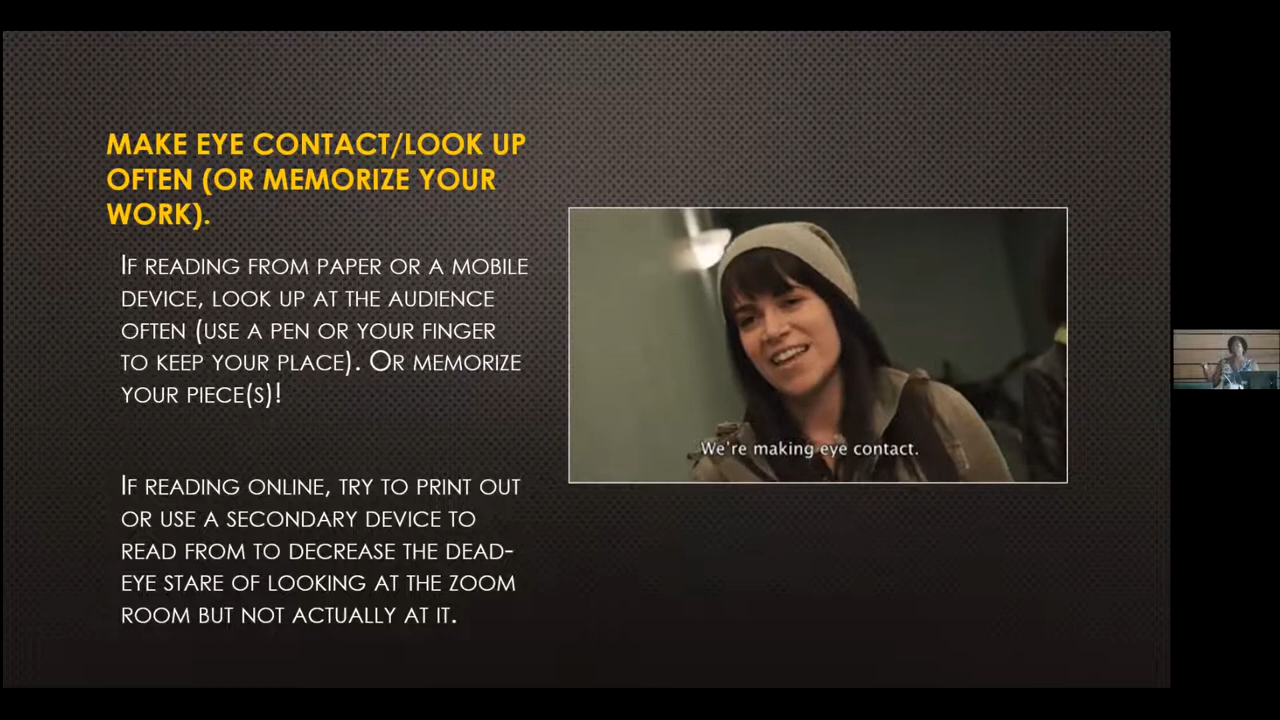 MAKE EYE CONTACT/LOOK UP
OFTEN (OR MEMORIZE YOUR
WORK).
IF READING FROM PAPER OR A MOBILE
DEVICE, LOOK UP AT THE AUDIENCE
OFTEN (USE A PEN OR YOUR FINGER
TO KEEP YOUR PLACE). OR MEMORIZE
YOUR PIECE(S)!
IF READING ONLINE, TRY TO PRINT OUT
OR USE A SECONDARY DEVICE TO
READ FROM TO DECREASE THE DEAD-
EYE STARE OF LOOKING AT THE ZOOM
ROOM BUT NOT ACTUALLY AT IT.
We're making eye contact.